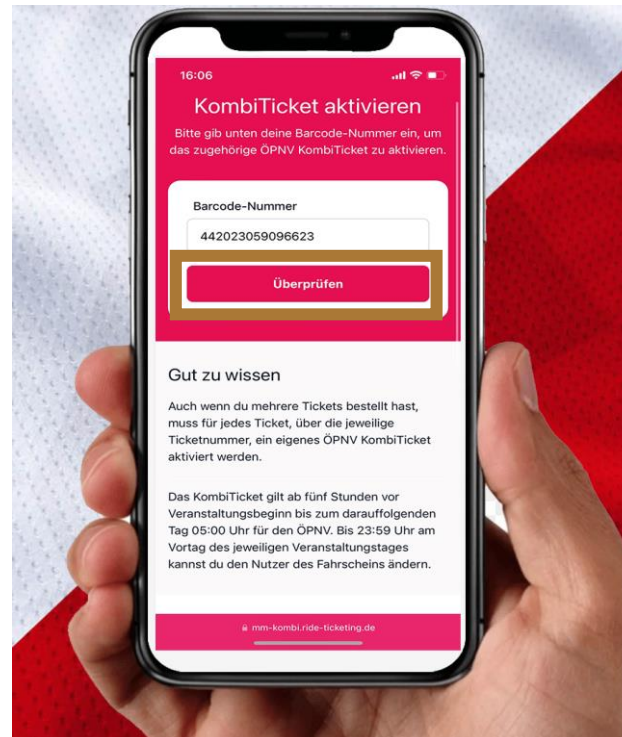 16:06
KombiTicket aktivieren
Bitte gib unten deine Barcode-Nummer ein, um
das zugehörige ÖPNV KombiTicket zu aktivieren.
Barcode-Nummer
442023059096623
Überprüfen
Gut zu wissen
Auch wenn du mehrere Tickets bestellt hast,
muss für jedes Ticket, über die jeweilige
Ticketnummer, ein eigenes ÖPNV KombiTicket
aktiviert werden.
Das KombiTicket gilt ab fünf Stunden vor
Veranstaltungsbeginn bis zum darauffolgenden
Tag 05:00 Uhr für den ÖPNV. Bis 23:59 Uhr am
Vortag des jeweiligen Veranstaltungstages
kannst du den Nutzer des Fahrscheins ändern.
mm-kombi.ride-ticketing.de